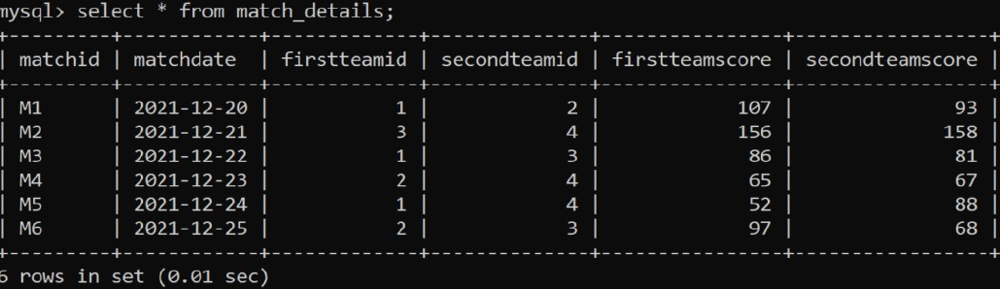 mysql> select * from match_details;
+---------+------------+-------------+--------------+----------------+-----------------+
| matchid | matchdate  | firstteamid | secondteamid | firstteamscore | secondteamscore |
+---------+------------+-------------+--------------+----------------+-----------------+
| M1      | 2021-12-20 |           1 |            2 |            107 |              93 |
| M2      | 2021-12-21 |           3 |            4 |            156 |             158 |
| M3      | 2021-12-22 |           1 |            3 |             86 |              81 |
| M4      | 2021-12-23 |           2 |            4 |             65 |              67 |
| M5      | 2021-12-24 |           1 |            4 |             52 |              88 |
| M6      | 2021-12-25 |           2 |            3 |             97 |              68 |
+---------+------------+-------------+--------------+----------------+-----------------+
6 rows in set (0.01 sec)